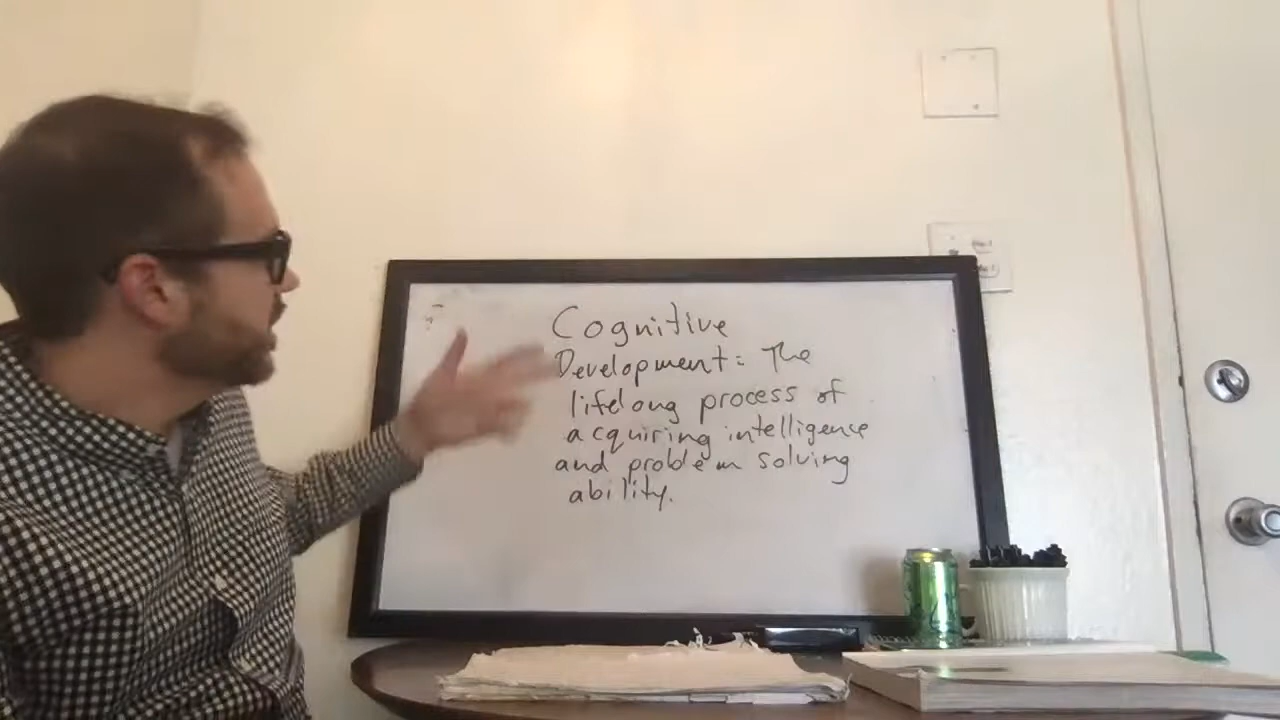 Cognitive
Development: The
lifelong process of
acquiring intelligence
and problem solving
ability.